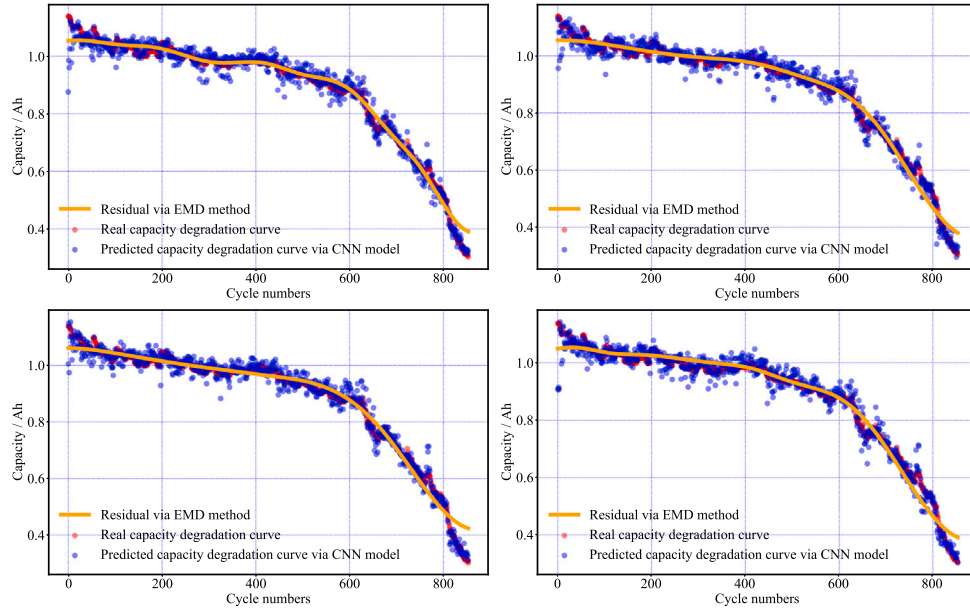 1.0
0.8
0.6
0.4
Capacity / Ah
Residual via EMD method
Real capacity degradation curve
Predicted capacity degradation curve via CNN model
0 200 400 600 800
Cycle numbers
1.0
0.8
0.6
0.4
Capacity / Ah
Residual via EMD method
Real capacity degradation curve
Predicted capacity degradation curve via CNN model
0 200 400 600 800
Cycle numbers
1.0
0.8
0.6
0.4
Capacity / Ah
Residual via EMD method
Real capacity degradation curve
Predicted capacity degradation curve via CNN model
0 200 400 600 800
Cycle numbers
1.0
0.8
0.6
0.4
Capacity / Ah
Residual via EMD method
Real capacity degradation curve
Predicted capacity degradation curve via CNN model
0 200 400 600 800
Cycle numbers